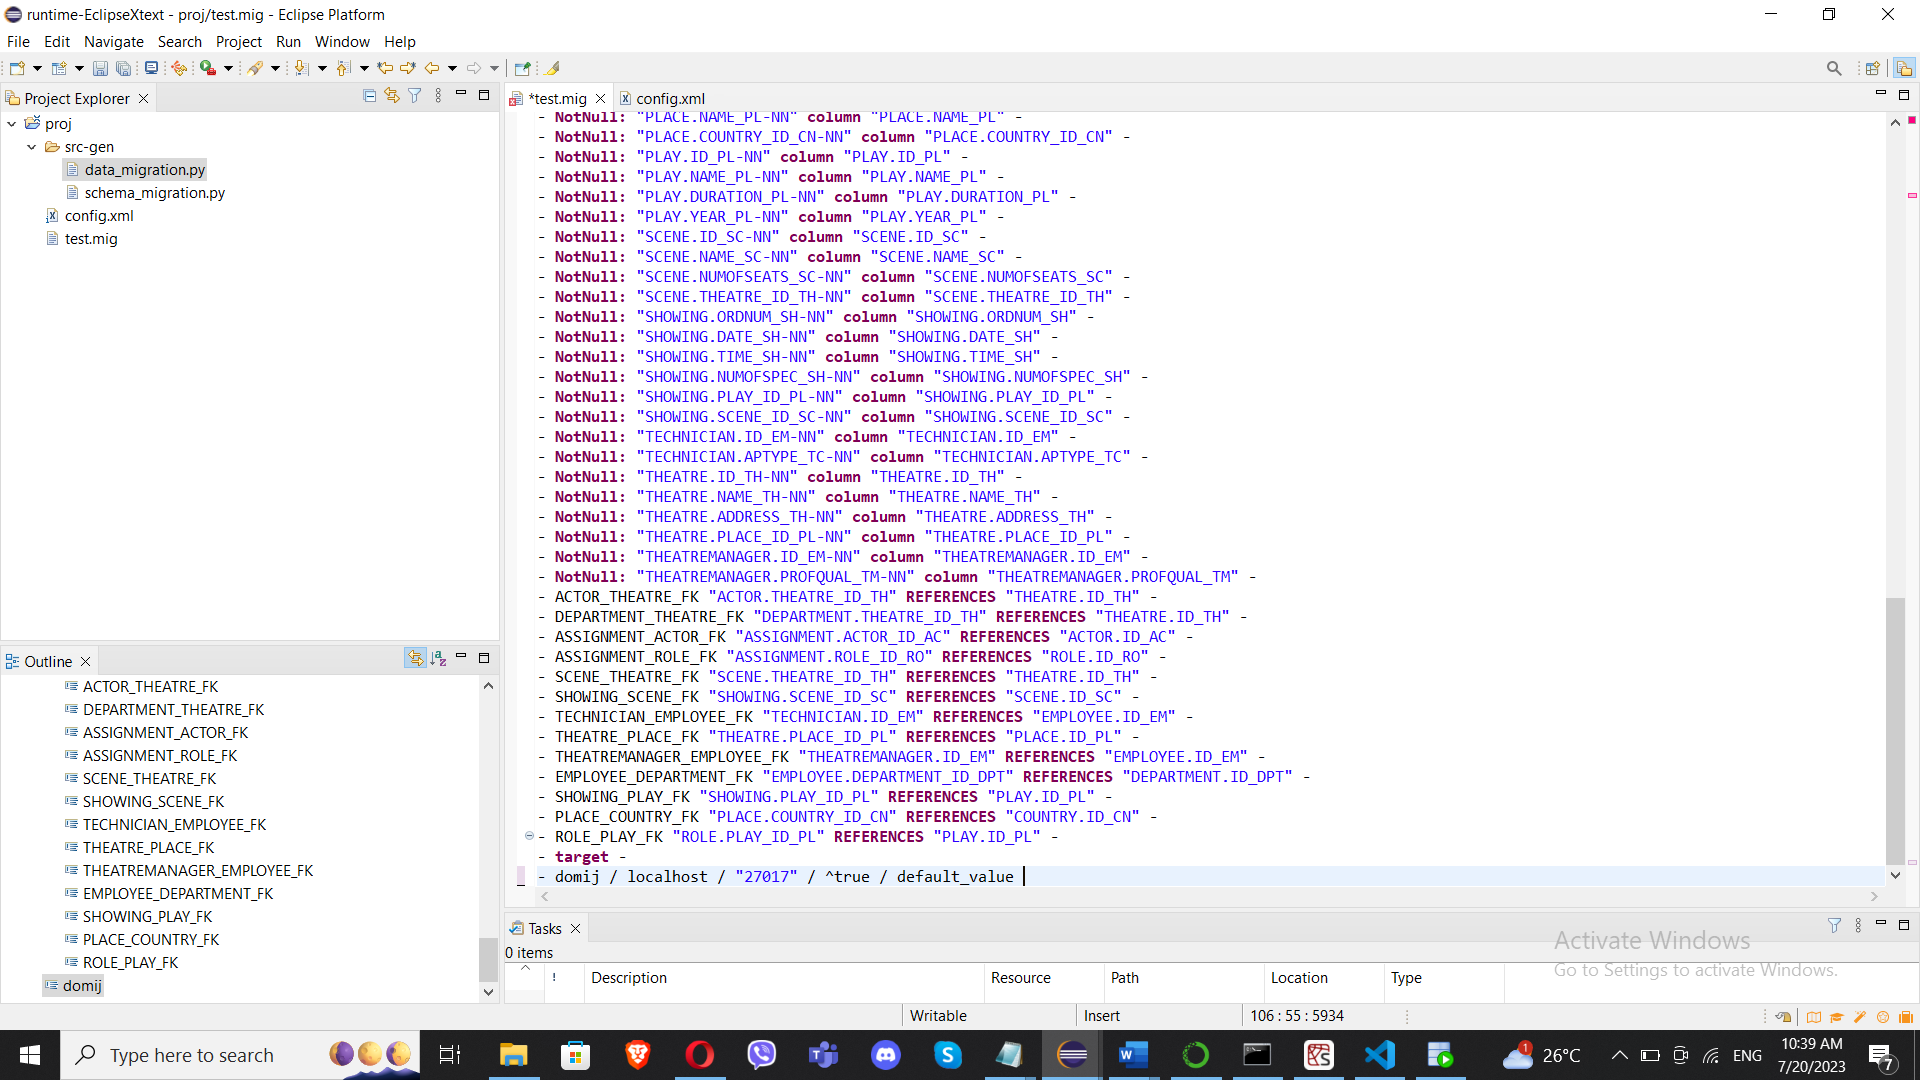 runtime-EclipseXtext - proj/test.mig - Eclipse Platform
File Edit Navigate Search Project Run Window Help
Project Explorer
proj
src-gen
data_migration.py
schema_migration.py
config.xml
test.mig
Outline
ACTOR_THEATRE_FK
DEPARTMENT_THEATRE_FK
ASSIGNMENT_ACTOR_FK
ASSIGNMENT_ROLE_FK
SCENE_THEATRE_FK
SHOWING_SCENE_FK
TECHNICIAN_EMPLOYEE_FK
THEATRE_PLACE_FK
THEATREMANAGER_EMPLOYEE_FK
EMPLOYEE_DEPARTMENT_FK
SHOWING_PLAY_FK
PLACE_COUNTRY_FK
ROLE_PLAY_FK
domij
*test.mig config.xml
- NotNull: "PLACE.NAME_PL-NN" column "PLACE.NAME_PL" -
- NotNull: "PLACE.COUNTRY_ID_CN-NN" column "PLACE.COUNTRY_ID_CN" -
- NotNull: "PLAY.ID_PL-NN" column "PLAY.ID_PL" -
- NotNull: "PLAY.NAME_PL-NN" column "PLAY.NAME_PL" -
- NotNull: "PLAY.DURATION_PL-NN" column "PLAY.DURATION_PL" -
- NotNull: "PLAY.YEAR_PL-NN" column "PLAY.YEAR_PL" -
- NotNull: "SCENE.ID_SC-NN" column "SCENE.ID_SC" -
- NotNull: "SCENE.NAME_SC-NN" column "SCENE.NAME_SC" -
- NotNull: "SCENE.NUMOFSEATS_SC-NN" column "SCENE.NUMOFSEATS_SC" -
- NotNull: "SCENE.THEATRE_ID_TH-NN" column "SCENE.THEATRE_ID_TH" -
- NotNull: "SHOWING.ORDNUM_SH-NN" column "SHOWING.ORDNUM_SH" -
- NotNull: "SHOWING.DATE_SH-NN" column "SHOWING.DATE_SH" -
- NotNull: "SHOWING.TIME_SH-NN" column "SHOWING.TIME_SH" -
- NotNull: "SHOWING.NUMOFSPEC_SH-NN" column "SHOWING.NUMOFSPEC_SH" -
- NotNull: "SHOWING.PLAY_ID_PL-NN" column "SHOWING.PLAY_ID_PL" -
- NotNull: "SHOWING.SCENE_ID_SC-NN" column "SHOWING.SCENE_ID_SC" -
- NotNull: "TECHNICIAN.ID_EM-NN" column "TECHNICIAN.ID_EM" -
- NotNull: "TECHNICIAN.APTYPE_TC-NN" column "TECHNICIAN.APTYPE_TC" -
- NotNull: "THEATRE.ID_TH-NN" column "THEATRE.ID_TH" -
- NotNull: "THEATRE.NAME_TH-NN" column "THEATRE.NAME_TH" -
- NotNull: "THEATRE.ADDRESS_TH-NN" column "THEATRE.ADDRESS_TH" -
- NotNull: "THEATRE.PLACE_ID_PL-NN" column "THEATRE.PLACE_ID_PL" -
- NotNull: "THEATREMANAGER.ID_EM-NN" column "THEATREMANAGER.ID_EM" -
- NotNull: "THEATREMANAGER.PROFQUAL_TM-NN" column "THEATREMANAGER.PROFQUAL_TM" -
- ACTOR_THEATRE_FK "ACTOR.THEATRE_ID_TH" REFERENCES "THEATRE.ID_TH" -
- DEPARTMENT_THEATRE_FK "DEPARTMENT.THEATRE_ID_TH" REFERENCES "THEATRE.ID_TH" -
- ASSIGNMENT_ACTOR_FK "ASSIGNMENT.ACTOR_ID_AC" REFERENCES "ACTOR.ID_AC" -
- ASSIGNMENT_ROLE_FK "ASSIGNMENT.ROLE_ID_RO" REFERENCES "ROLE.ID_RO" -
- SCENE_THEATRE_FK "SCENE.THEATRE_ID_TH" REFERENCES "THEATRE.ID_TH" -
- SHOWING_SCENE_FK "SHOWING.SCENE_ID_SC" REFERENCES "SCENE.ID_SC" -
- TECHNICIAN_EMPLOYEE_FK "TECHNICIAN.ID_EM" REFERENCES "EMPLOYEE.ID_EM" -
- THEATRE_PLACE_FK "THEATRE.PLACE_ID_PL" REFERENCES "PLACE.ID_PL" -
- THEATREMANAGER_EMPLOYEE_FK "THEATREMANAGER.ID_EM" REFERENCES "EMPLOYEE.ID_EM" -
- EMPLOYEE_DEPARTMENT_FK "EMPLOYEE.DEPARTMENT_ID_DPT" REFERENCES "DEPARTMENT.ID_DPT" -
- SHOWING_PLAY_FK "SHOWING.PLAY_ID_PL" REFERENCES "PLAY.ID_PL" -
- PLACE_COUNTRY_FK "PLACE.COUNTRY_ID_CN" REFERENCES "COUNTRY.ID_CN" -
- ROLE_PLAY_FK "ROLE.PLAY_ID_PL" REFERENCES "PLAY.ID_PL" -
- target -
- domij / localhost / "27017" / ^true / default_value
Tasks
0 items
! Description Resource Path Location Type
Activate Windows
Go to Settings to activate Windows.
Writable Insert 106 : 55 : 5934
Type here to search
1 26°C ENG
10:39 AM
7/20/2023
7